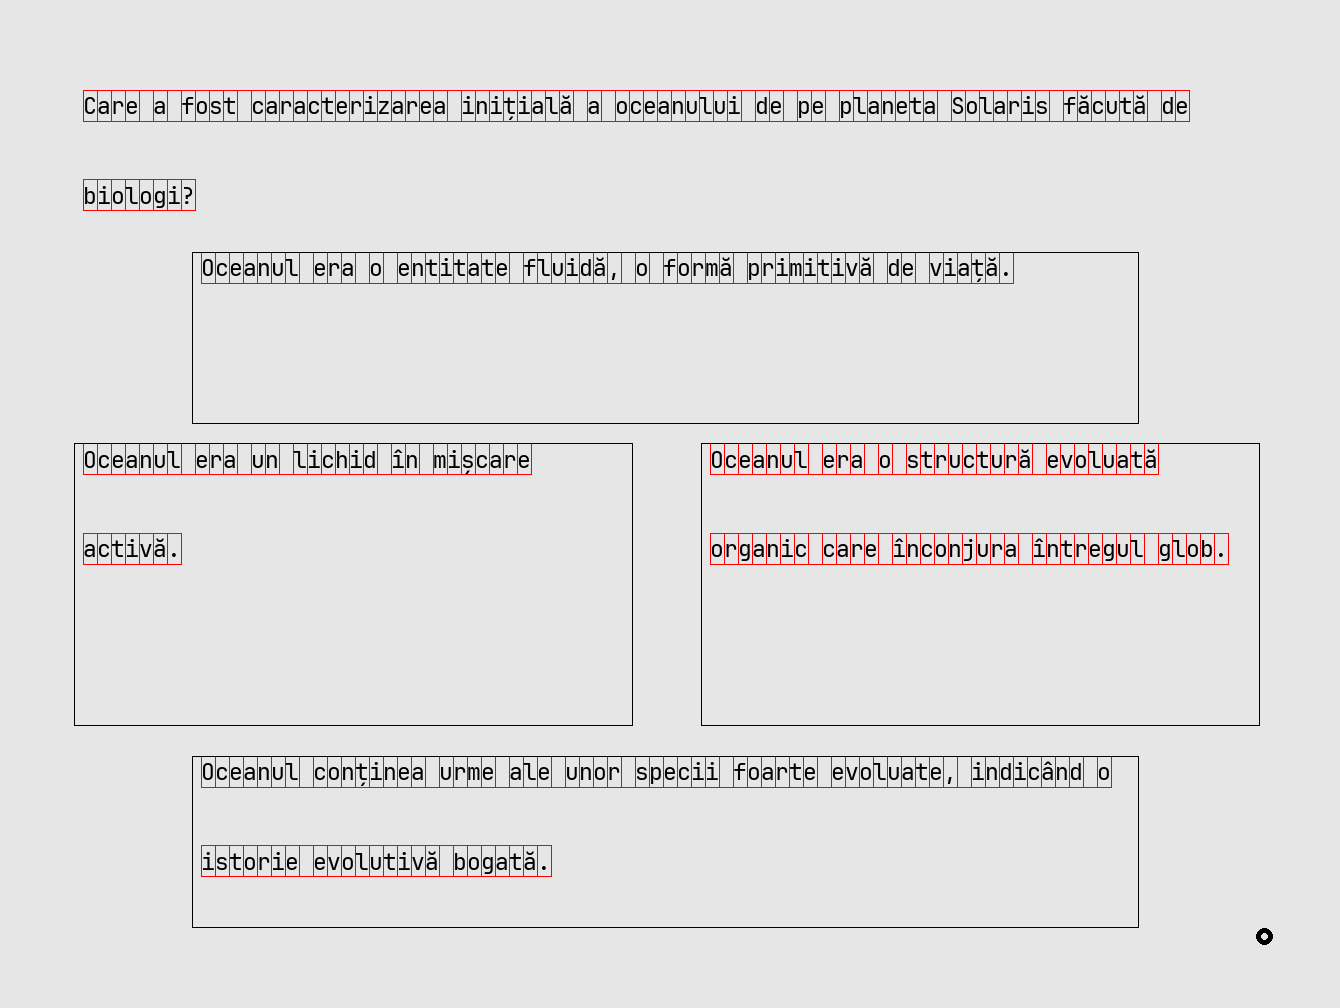 Care a fost caracterizarea inițială a oceanului de pe planeta Solaris făcută de
biologi?
Oceanul era o entitate fluidă, o formă primitivă de viață.
Oceanul era un lichid în mișcare
activă.
Oceanul era o structură evoluată
organic care înconjura întregul glob.
Oceanul conținea urme ale unor specii foarte evoluate, indicând o
istorie evolutivă bogată.